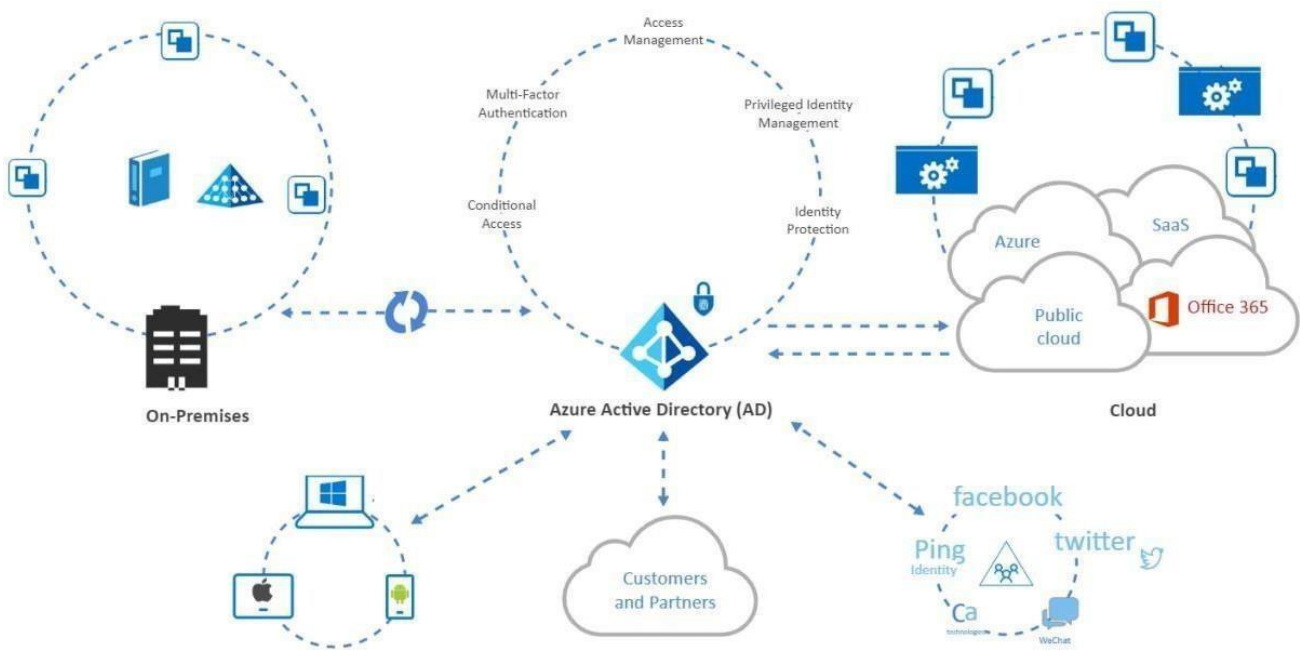 Access
Management
Multi-Factor
Authentication
Privileged Identity
Management
Conditional
Access
Identity
Protection
Azure
SaaS
Public
cloud
Office 365
On-Premises
Azure Active Directory (AD)
Cloud
facebook
Ping
Identity
twitter
Customers
and Partners
Ca
technologies
WeChat